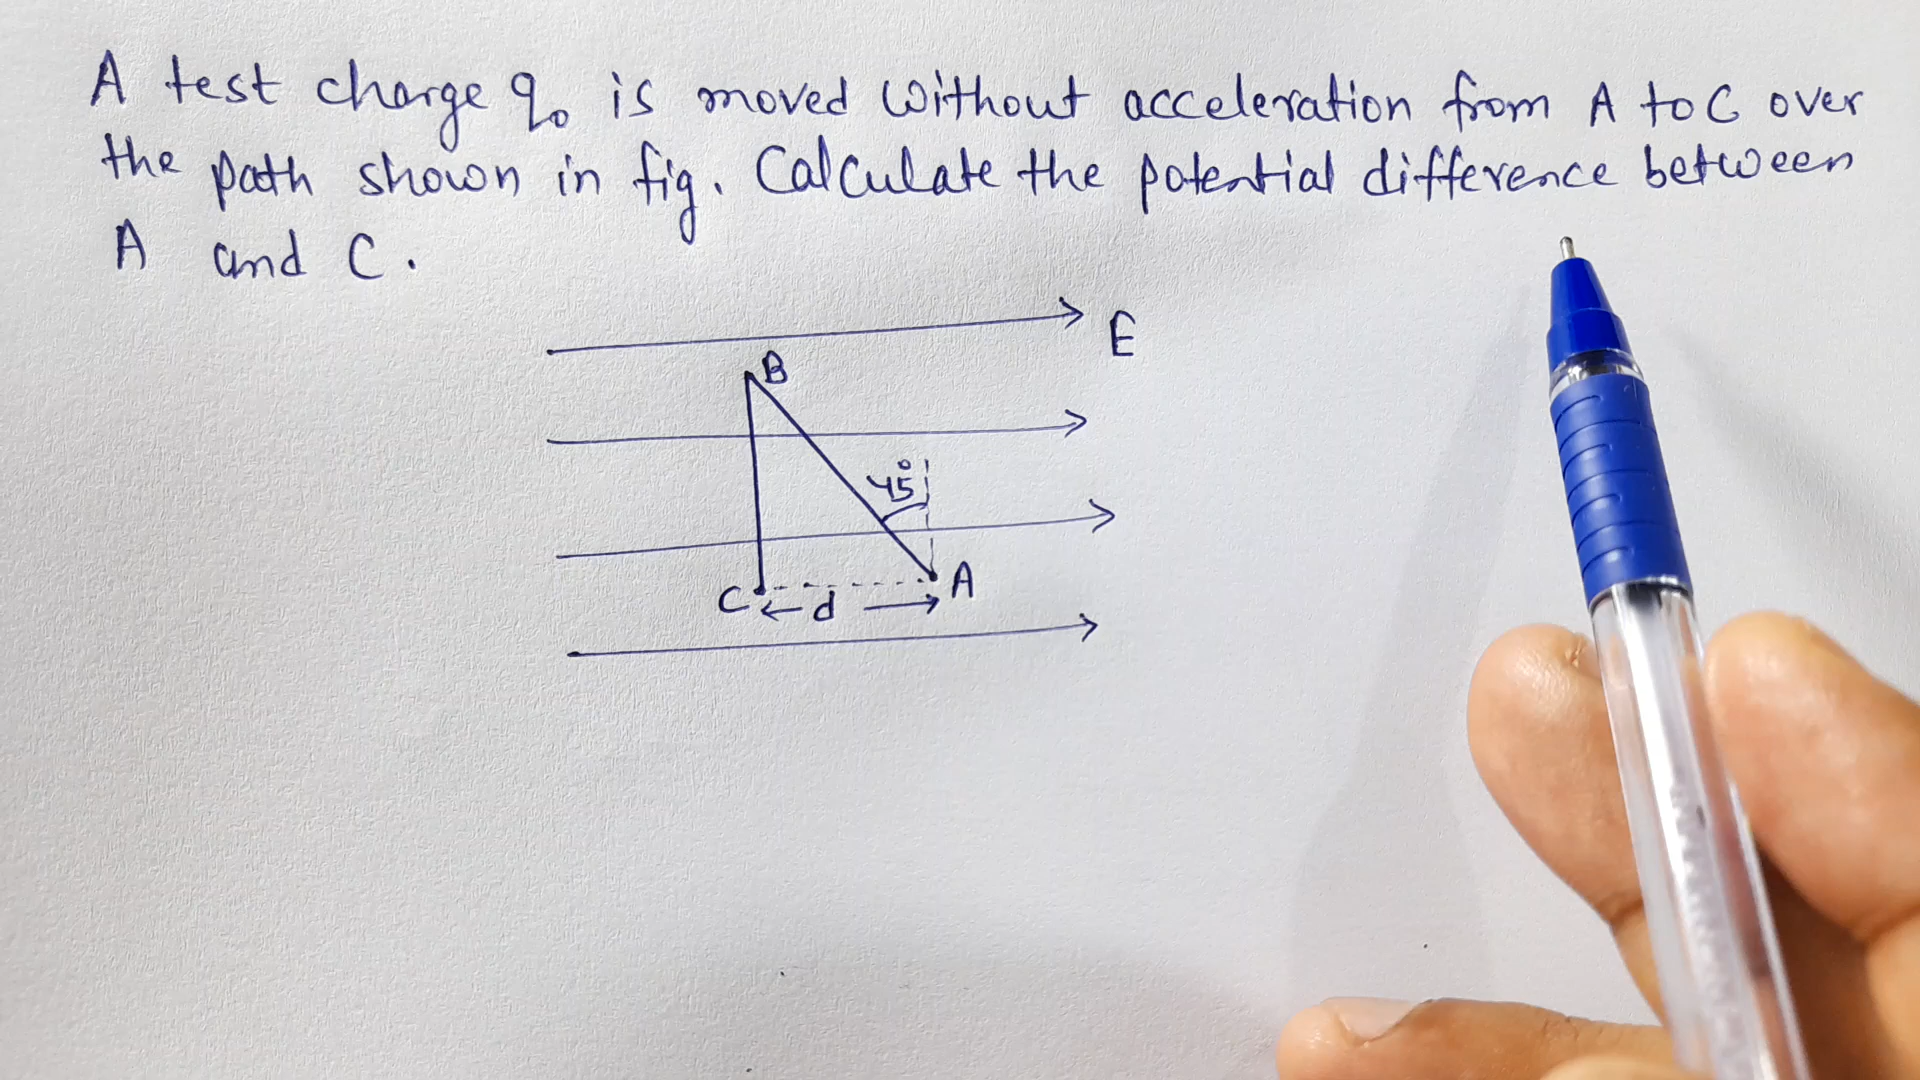 A test charge q₀ is moved without acceleration from A to C over
the path shown in fig. Calculate the potential difference between
A and C.
E
B
45°
C ← d → A